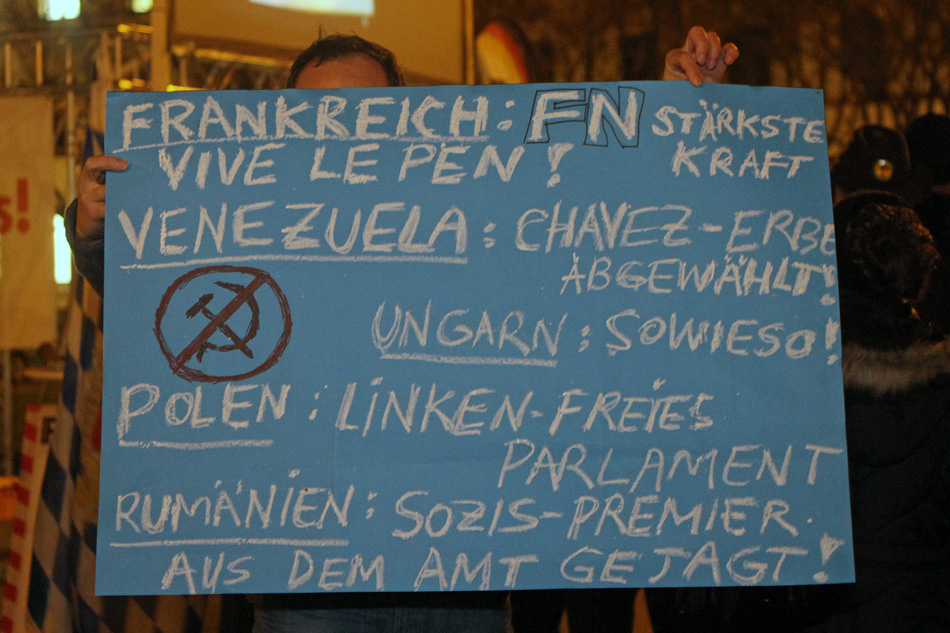 FRANKREICH: FN STÄRKSTE
VIVE LE PEN! KRAFT
VENEZUELA: CHAVEZ-ERBE
ABGEWÄHLT!
UNGARN: SOWIESO!
POLEN: LINKEN-FREIES
PARLAMENT
RUMÄNIEN: SOZIS-PREMIER.
AUS DEM AMT GEJAGT!